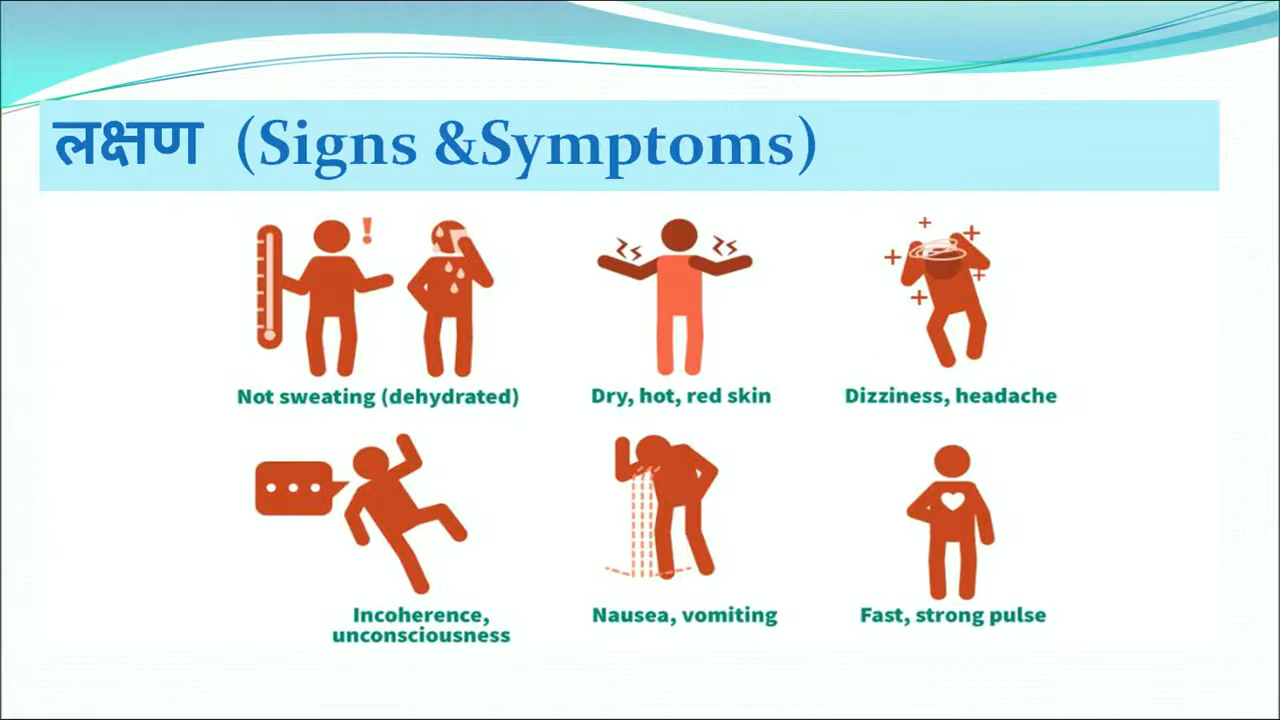 लक्षण (Signs &Symptoms)
Not sweating (dehydrated)
Dry, hot, red skin
Dizziness, headache
Incoherence,
unconsciousness
Nausea, vomiting
Fast, strong pulse